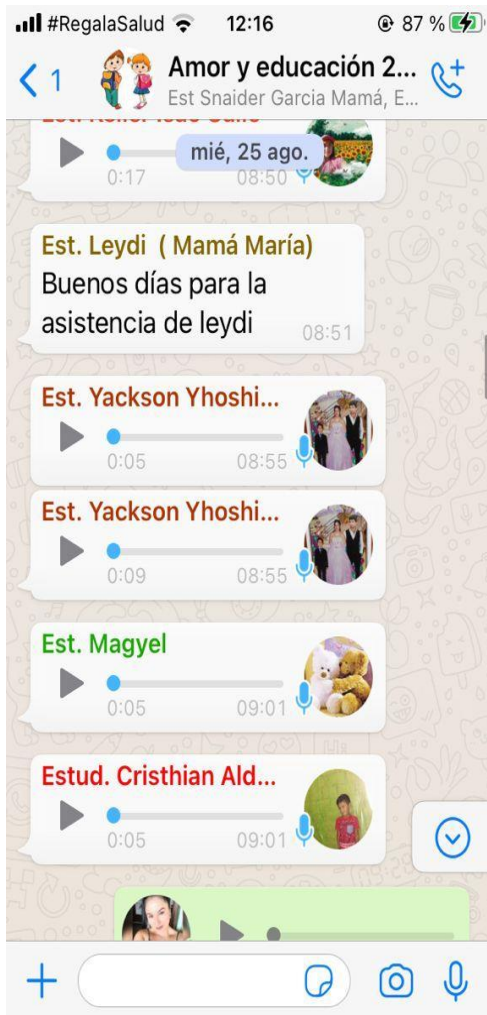 #RegalaSalud 12:16 87 %
1 Amor y educación 2...
Est Snaider Garcia Mamá, E...
mié, 25 ago.
0:17 08:50
Est. Leydi ( Mamá María)
Buenos días para la
asistencia de leydi 08:51
Est. Yackson Yhoshi...
0:05 08:55
Est. Yackson Yhoshi...
0:09 08:55
Est. Magyel
0:05 09:01
Estud. Cristhian Ald...
0:05 09:01